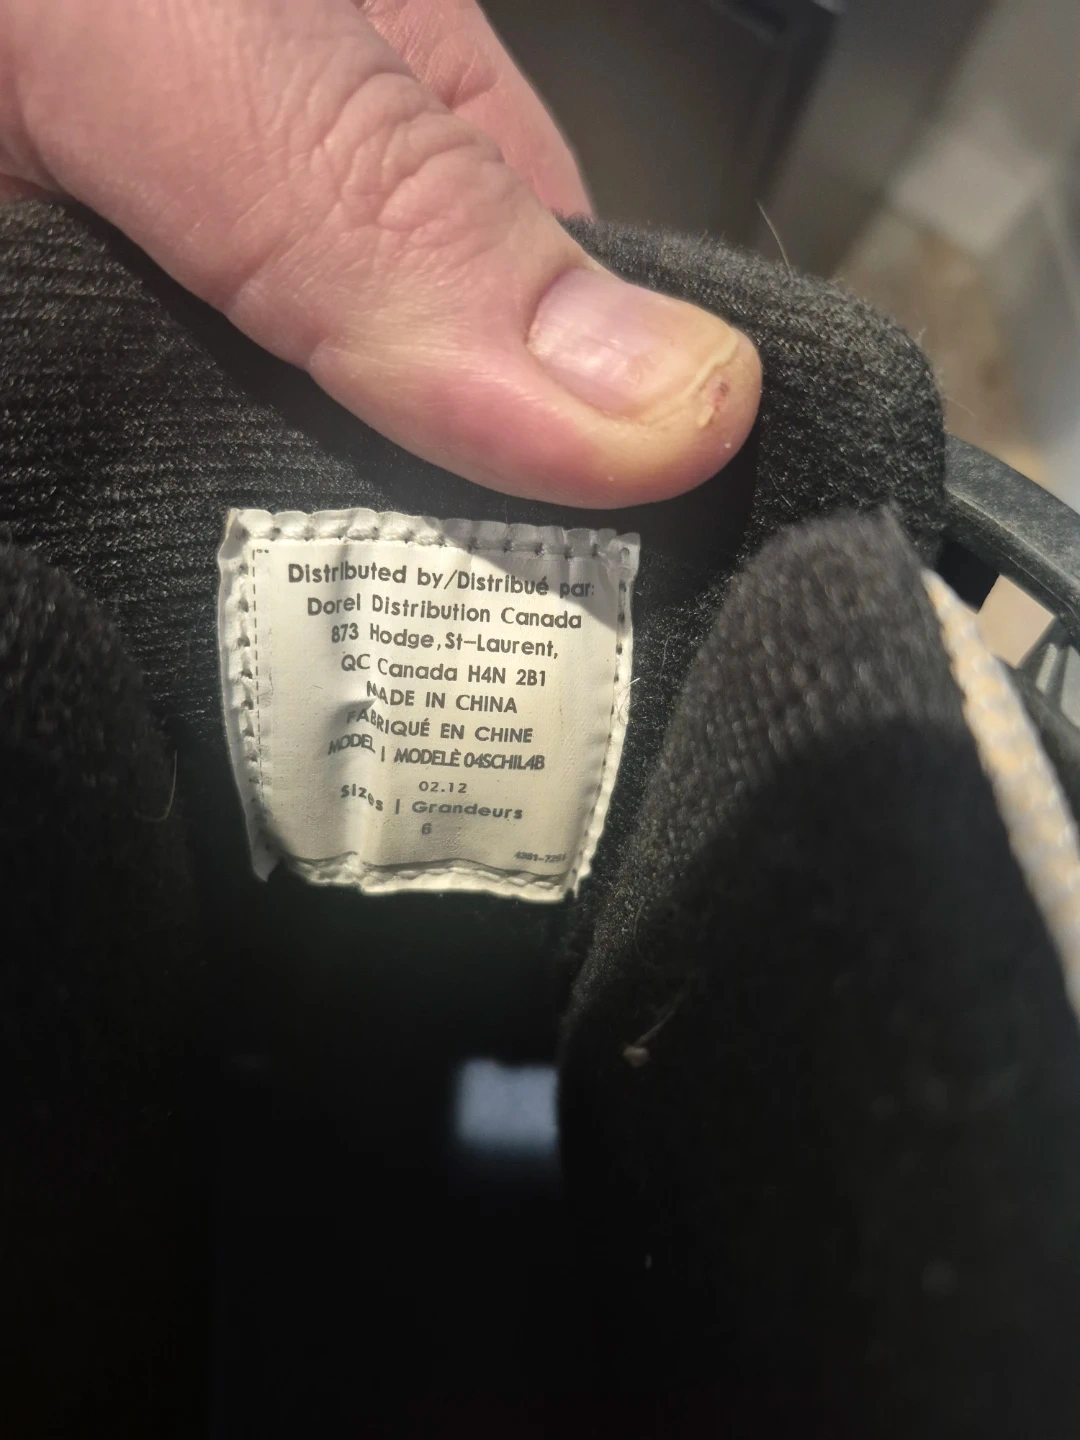 Distributed by/Distribué par:
Dorel Distribution Canada
873 Hodge, St-Laurent,
QC Canada H4N 2B1
MADE IN CHINA
FABRIQUÉ EN CHINE
MODEL | MODELÈ 04SCHIL4B
02.12
Sizes | Grandeurs
6